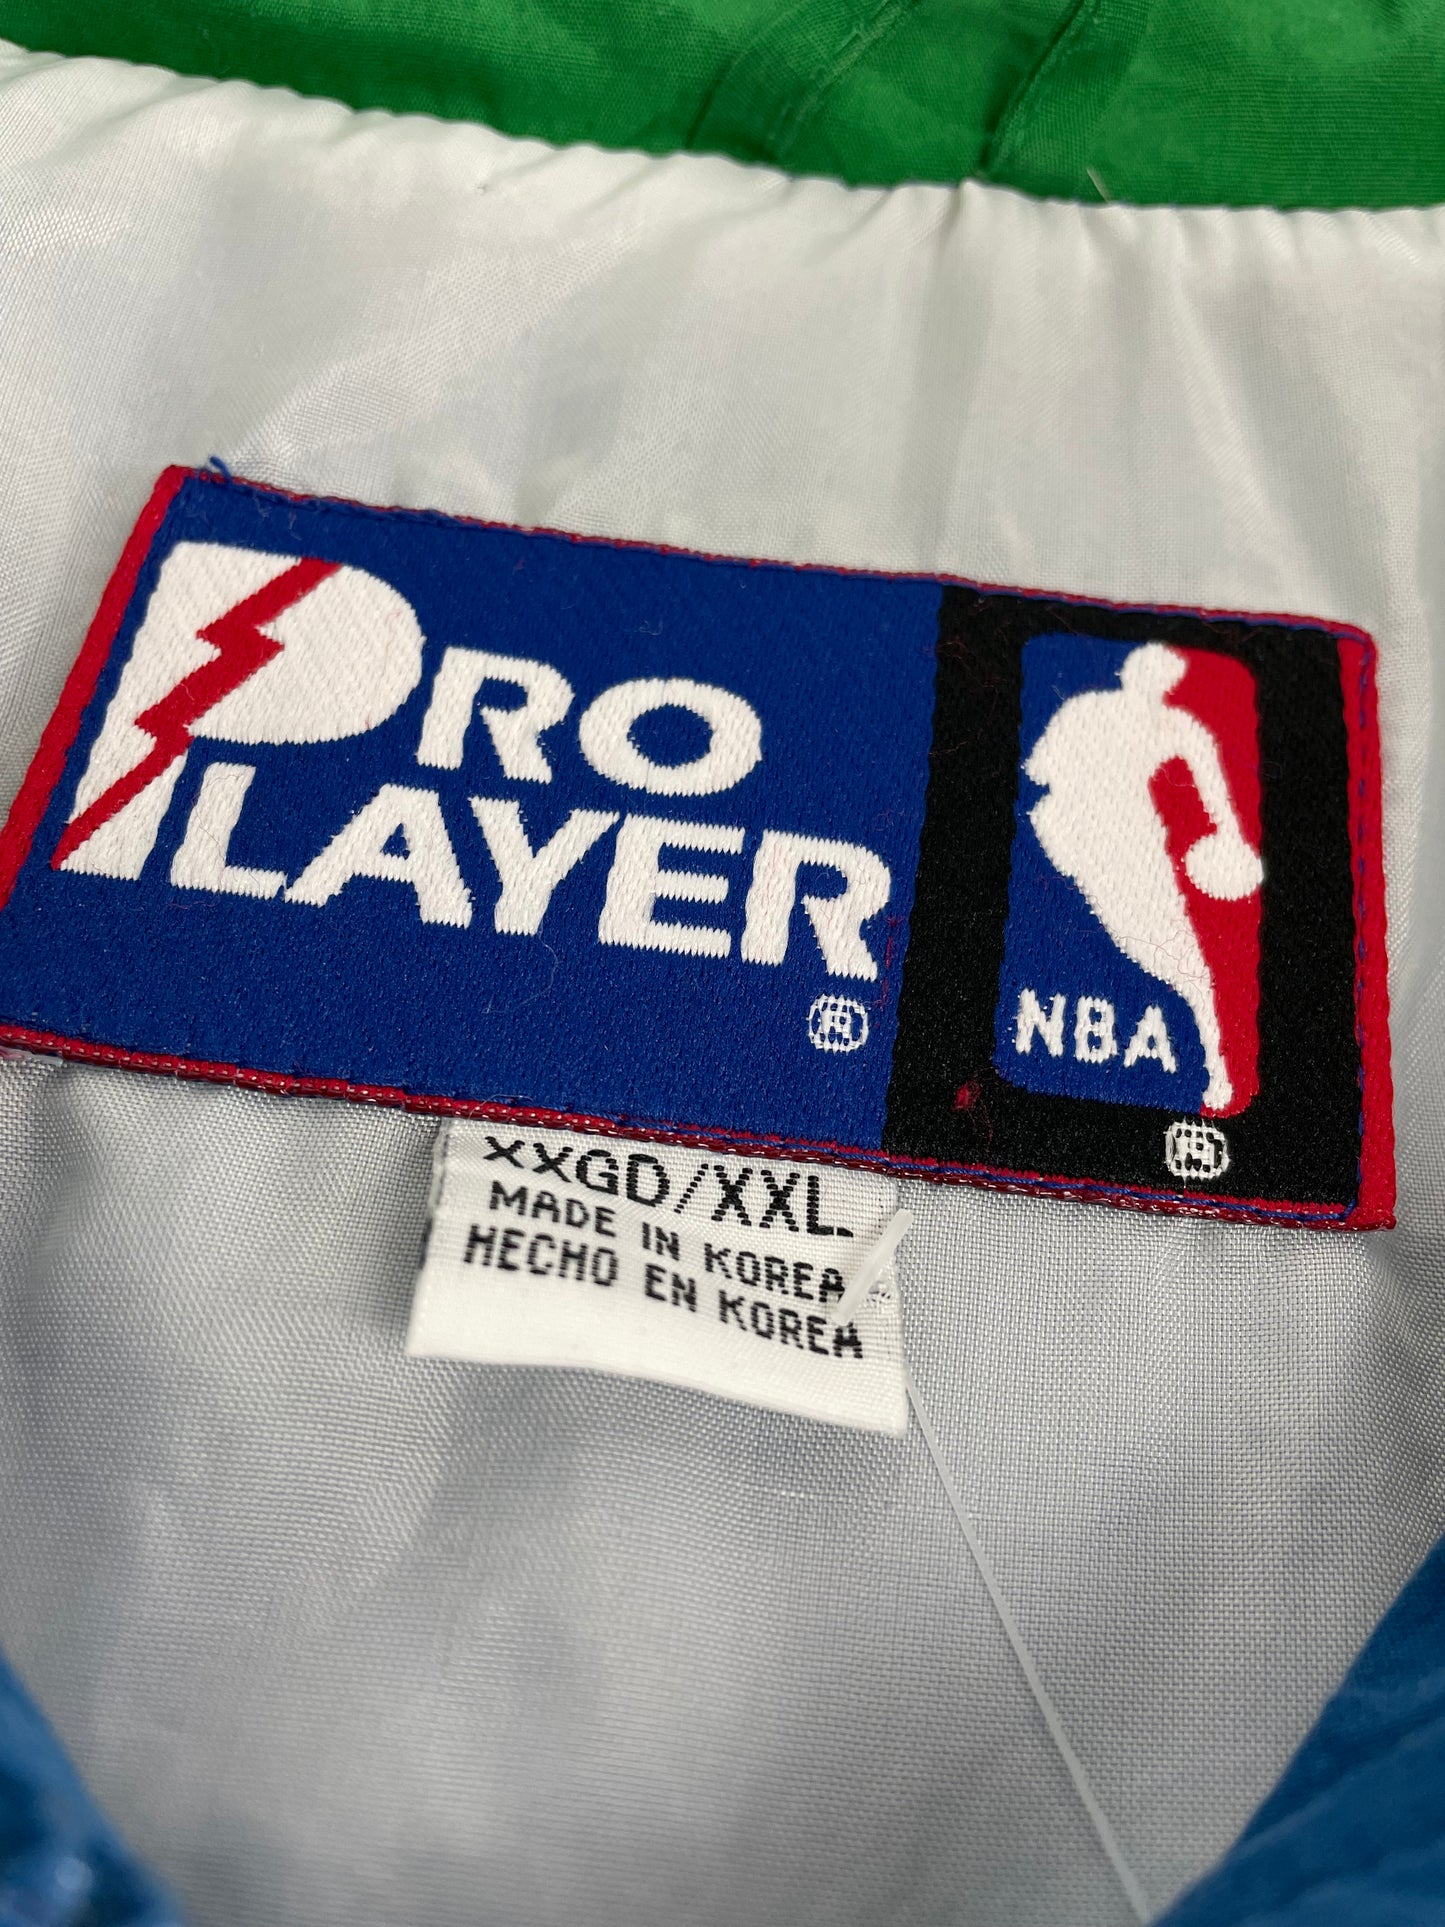 PRO
PLAYER
®
NBA
®
XXGD/XXL
MADE IN KOREA
HECHO EN KOREA